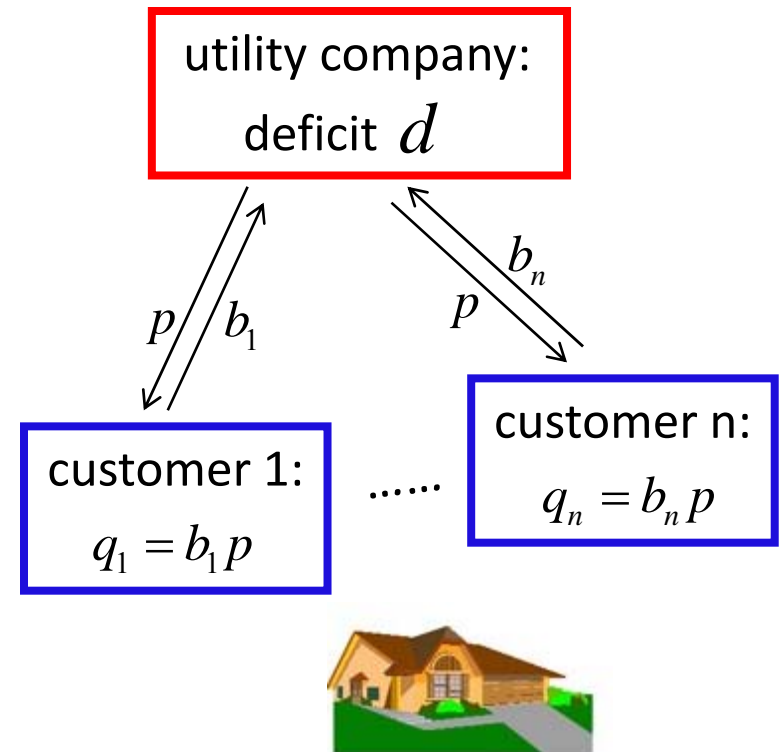 utility company:
deficit d
p
b₁
p
bₙ
customer 1:
q₁ = b₁p
......
customer n:
qₙ = bₙp